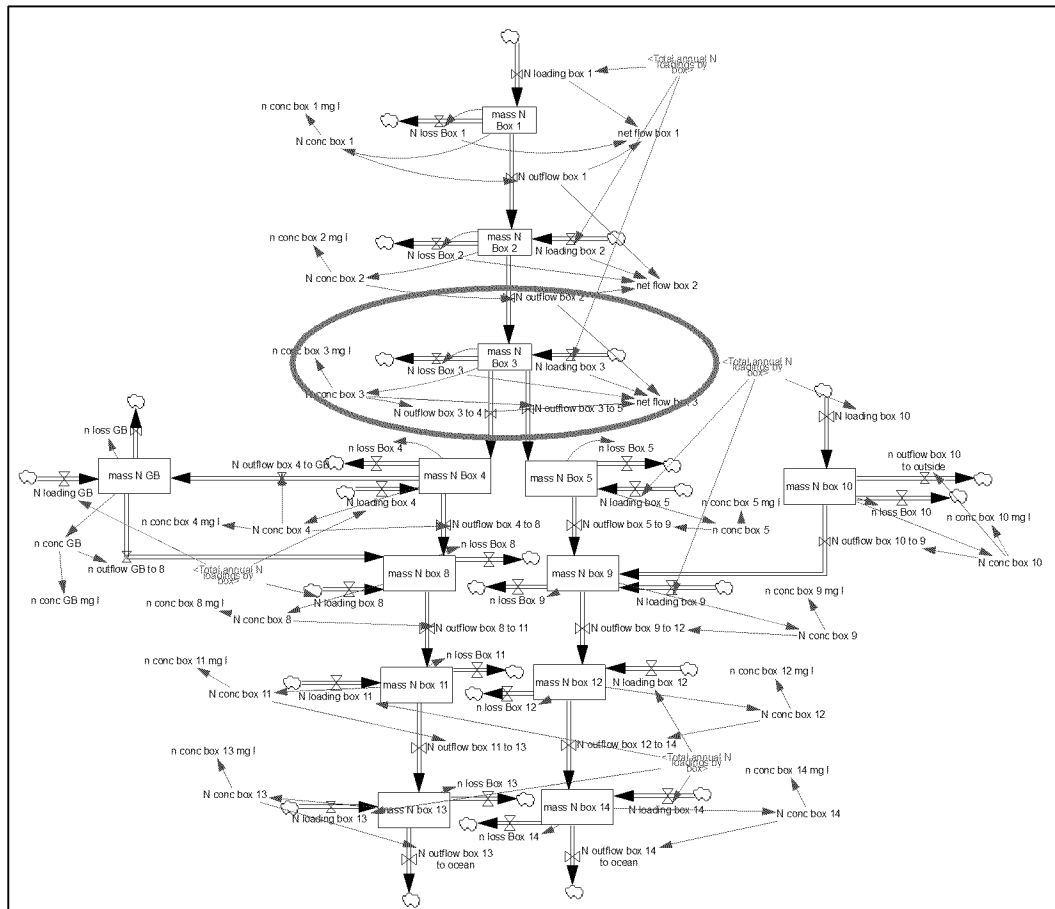 <Total annual N
loadings by
box>
N loading box 1
n conc box 1 mg l
mass N
Box 1
N loss Box 1
net flow box 1
N conc box 1
N outflow box 1
n conc box 2 mg l
mass N
Box 2
N loss Box 2
N loading box 2
N conc box 2
net flow box 2
N outflow box 2
n conc box 3 mg l
mass N
Box 3
N loss Box 3
N loading box 3
<Total annual N
loadings by
box>
N conc box 3
net flow box 3
N outflow box 3 to 4
N outflow box 3 to 5
N loading box 10
n loss GB
n loss Box 4
n loss Box 5
n outflow box 10
to outside
mass N GB
N outflow box 4 to GB
mass N Box 4
mass N Box 5
mass N box 10
N loading GB
N loading box
4
N loading
box 5
n conc box 5 mg l
n loss Box 10
n conc box 10 mg l
n conc box 4 mg l
N conc box 4
N outflow box 4 to 8
N outflow box 5 to 9
N conc box 5
n conc GB
N outflow box 10 to 9
n loss Box 8
n outflow GB to 8
<Total annual N
loadings by
box>
mass N box 8
mass N box 9
N conc box 10
n conc GB mg l
N loading
box 8
n loss Box 9
N loading
box 9
n conc box 9 mg l
n conc box 8 mg l
N conc box 8
N outflow box 8 to 11
N outflow box 9 to 12
N conc box 9
n conc box 11 mg l
n loss Box 11
mass N box 11
mass N box 12
n conc box 12 mg l
N conc box 11
N loading
box 11
n loss Box 12
N loading
box 12
N conc box 12
N outflow box 11 to 13
N outflow box 12 to 14
n conc box 13 mg l
<Total annual N
loadings by
box>
n loss Box 13
n conc box 14 mg l
N conc box 13
mass N box 13
mass N box 14
N loading
box 13
N loading
box 14
N conc box 14
n loss Box 14
N outflow box 13
to ocean
N outflow box 14
to ocean